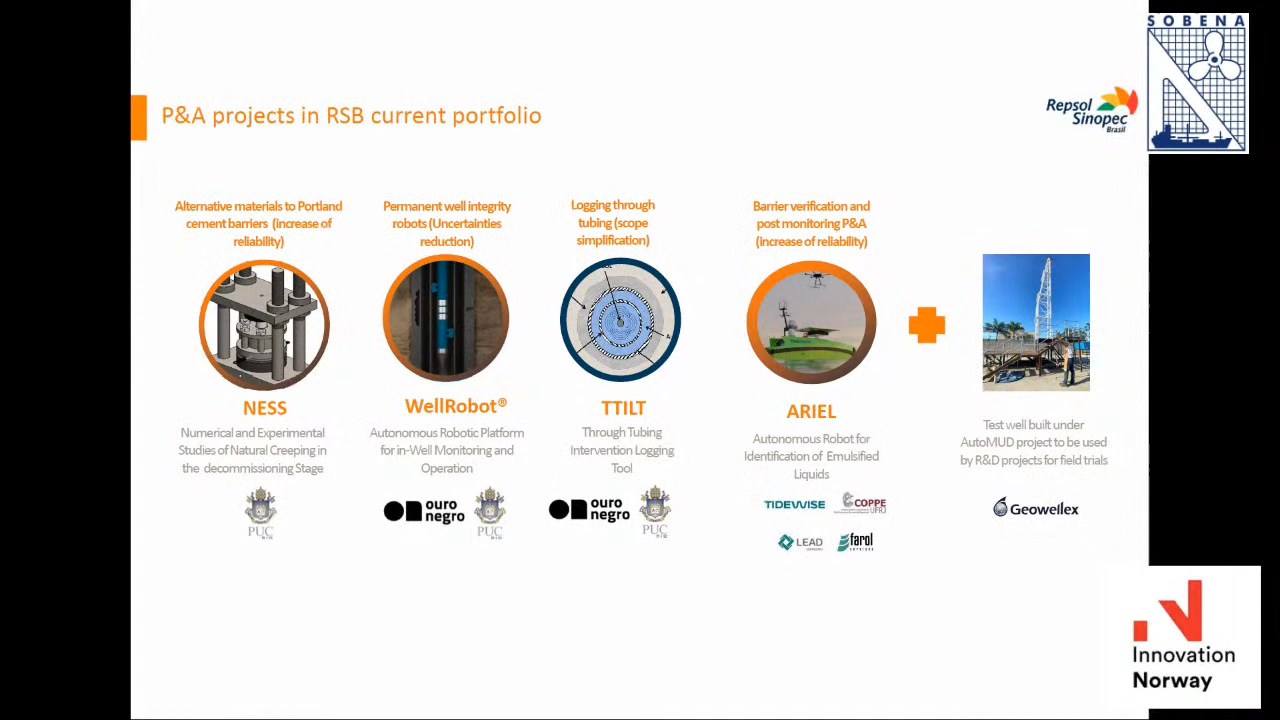 SOBENA
P&A projects in RSB current portfolio
Repsol
Sinopec
Brasil
Alternative materials to Portland
cement barriers (increase of
reliability)
Permanent well integrity
robots (Uncertainties
reduction)
Logging through
tubing (scope
simplification)
Barrier verification and
post monitoring P&A
(increase of reliability)
NESS
Numerical and Experimental
Studies of Natural Creeping in
the decommissioning Stage
PUC
RIO
WellRobot®
Autonomous Robotic Platform
for in-Well Monitoring and
Operation
ouro
negro
PUC
RIO
TTILT
Through Tubing
Intervention Logging
Tool
ouro
negro
PUC
RIO
ARIEL
Autonomous Robot for
Identification of Emulsified
Liquids
TIDEWISE
COPPE
UFRJ
LEAD
farol
Test well built under
AutoMUD project to be used
by R&D projects for field trials
Geowellex
Innovation
Norway